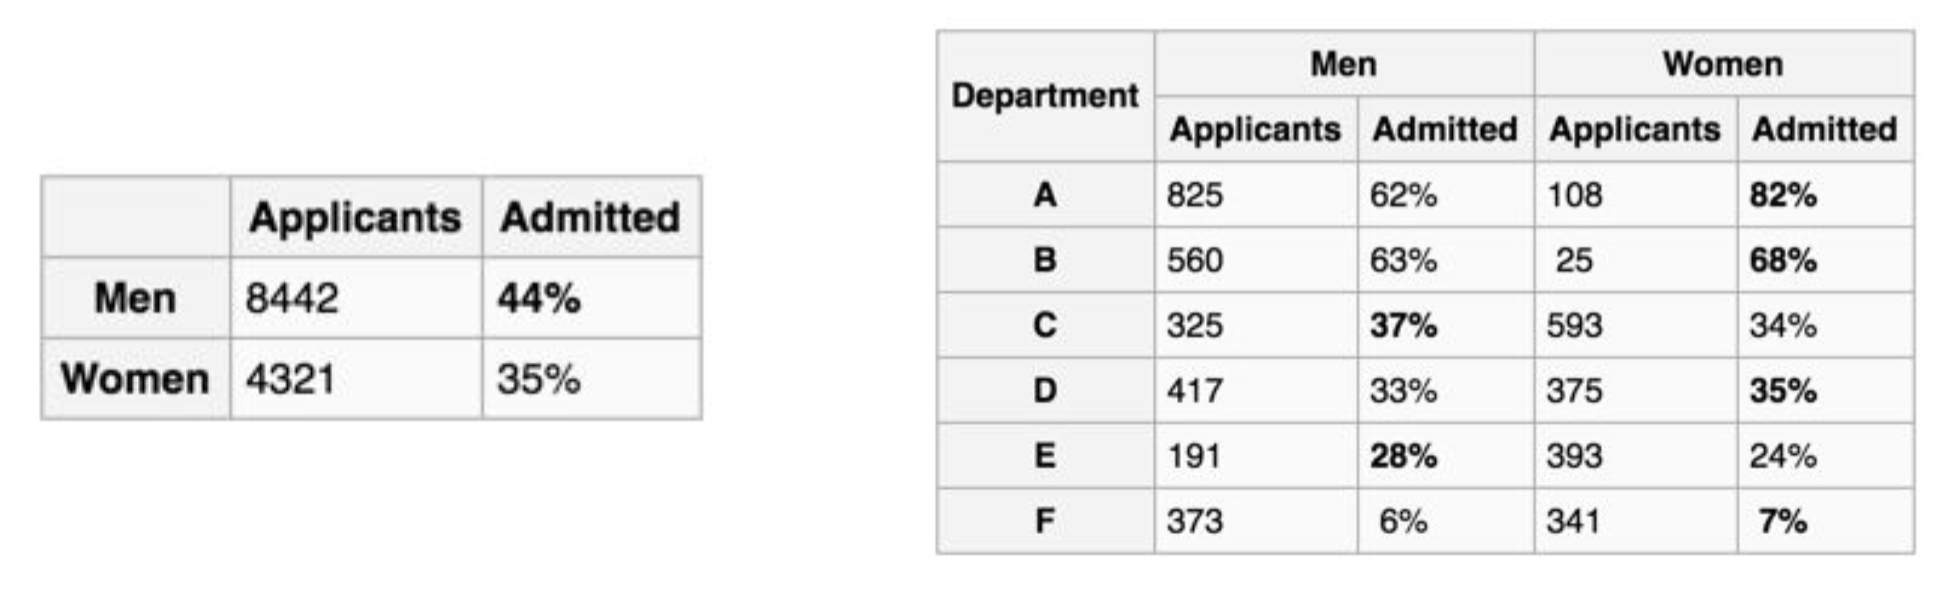 Applicants Admitted
Men 8442 44%
Women 4321 35%
Department Men Women
Applicants Admitted Applicants Admitted
A 825 62% 108 82%
B 560 63% 25 68%
C 325 37% 593 34%
D 417 33% 375 35%
E 191 28% 393 24%
F 373 6% 341 7%